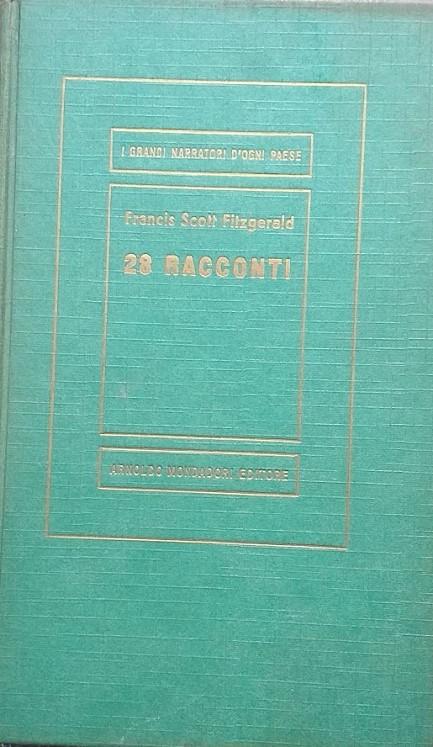 I GRANDI NARRATORI D'OGNI PAESE
Francis Scott Fitzgerald
28 RACCONTI
ARNOLDO MONDADORI EDITORE